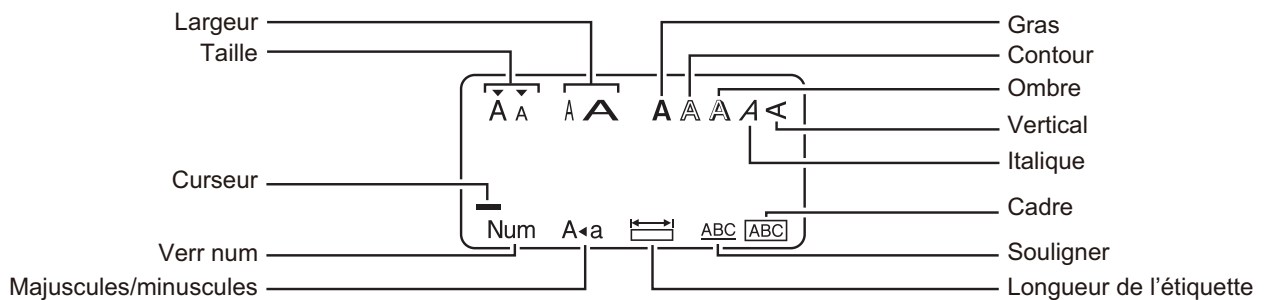 Largeur
Taille
Gras
Contour
Ombre
Vertical
Italique
A A A A A A A A A
Curseur
Cadre
Num A◂a ABC ABC
Verr num
Souligner
Majuscules/minuscules
Longueur de l'étiquette